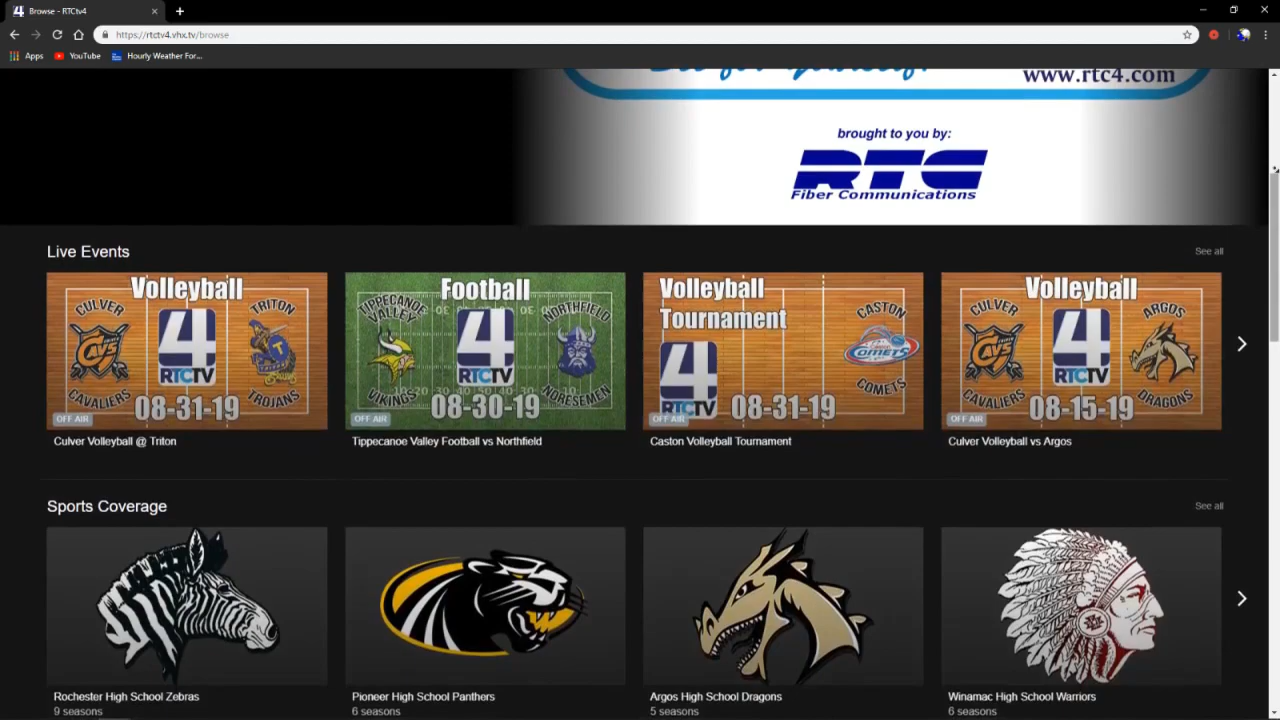 Browse - RTCtv4
https://rtctv4.vhx.tv/browse
Apps YouTube Hourly Weather For...
www.rtc4.com
brought to you by:
RTC
Fiber Communications
Live Events
See all
Volleyball
CULVER
TRITON
4
RTCTV
CAVS
CAVALIERS
TROJANS
08-31-19
OFF AIR
Culver Volleyball @ Triton
Football
TIPPECANOE VALLEY
NORTHFIELD
4
RTCTV
VIKINGS
NORSEMEN
08-30-19
OFF AIR
Tippecanoe Valley Football vs Northfield
Volleyball
Tournament
CASTON
COMETS
4
RTCTV
COMETS
08-31-19
OFF AIR
Caston Volleyball Tournament
Volleyball
CULVER
ARGOS
4
RTCTV
CAVS
CAVALIERS
DRAGONS
08-15-19
OFF AIR
Culver Volleyball vs Argos
Sports Coverage
See all
Rochester High School Zebras
9 seasons
Pioneer High School Panthers
6 seasons
Argos High School Dragons
5 seasons
Winamac High School Warriors
6 seasons